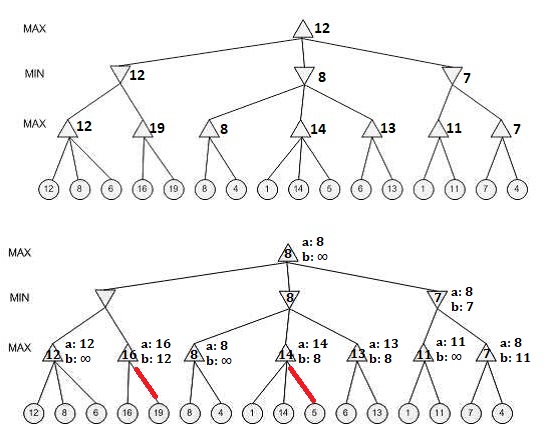 MAX 12
MIN 12 8 7
MAX 12 19 8 14 13 11 7
12 8 6 16 19 8 4 1 14 5 6 13 1 11 7 4
MAX 8 a: 8
b: ∞
MIN 8 7 a: 8
b: 7
MAX 12 a: 12 16 a: 16 8 a: 8 14 a: 14 13 a: 13 11 a: 11 7 a: 8
b: ∞ b: 12 b: ∞ b: 8 b: 8 b: ∞ b: 11
12 8 6 16 19 8 4 1 14 5 6 13 1 11 7 4